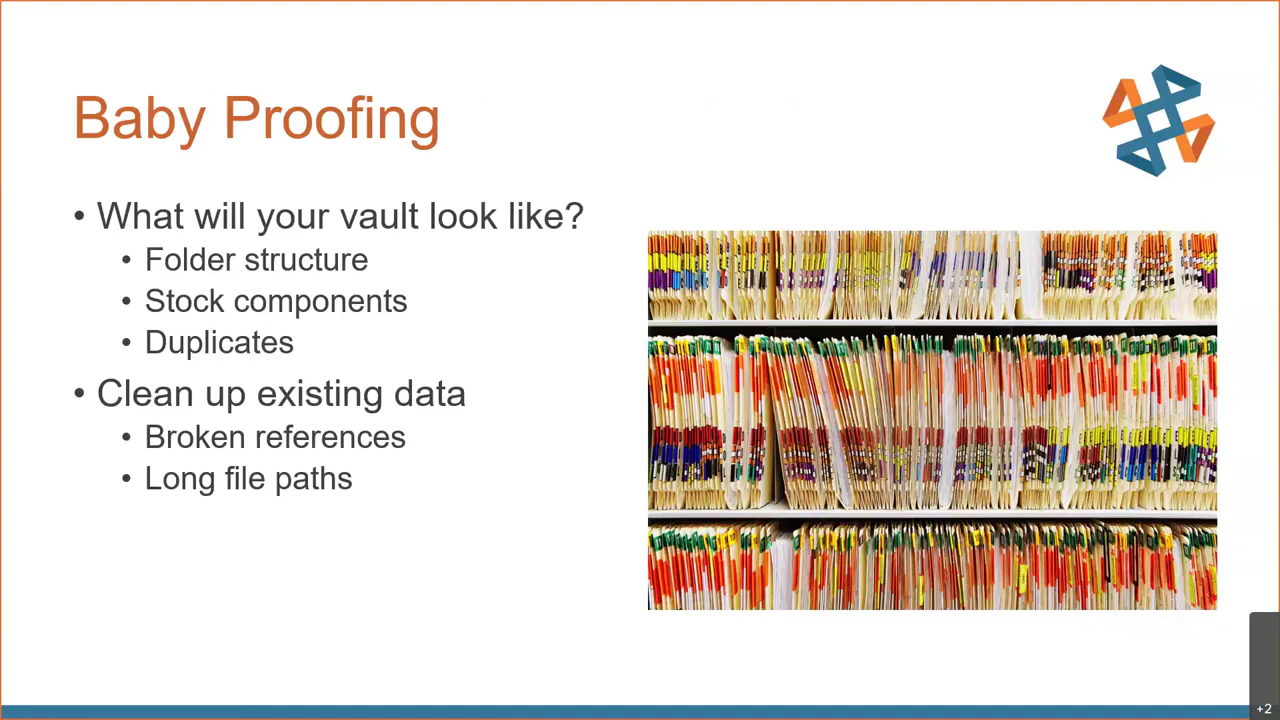 Baby Proofing
• What will your vault look like?
• Folder structure
• Stock components
• Duplicates
• Clean up existing data
• Broken references
• Long file paths
+2